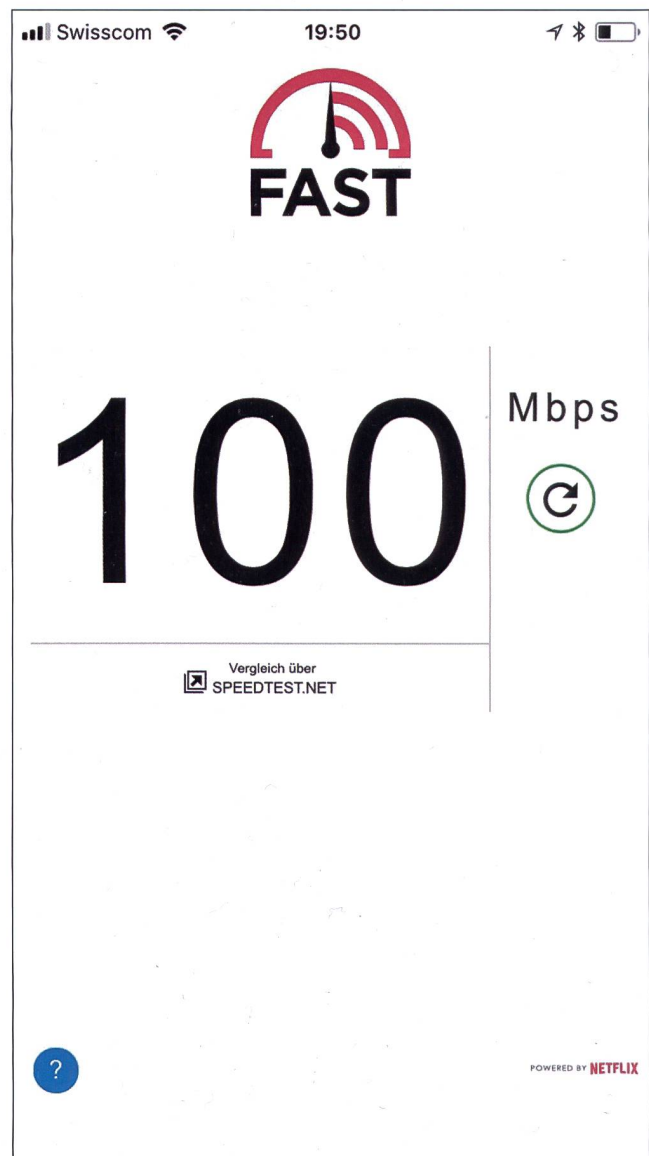 Swisscom 19:50
FAST
100 Mbps
Vergleich über
SPEEDTEST.NET
?
POWERED BY NETFLIX